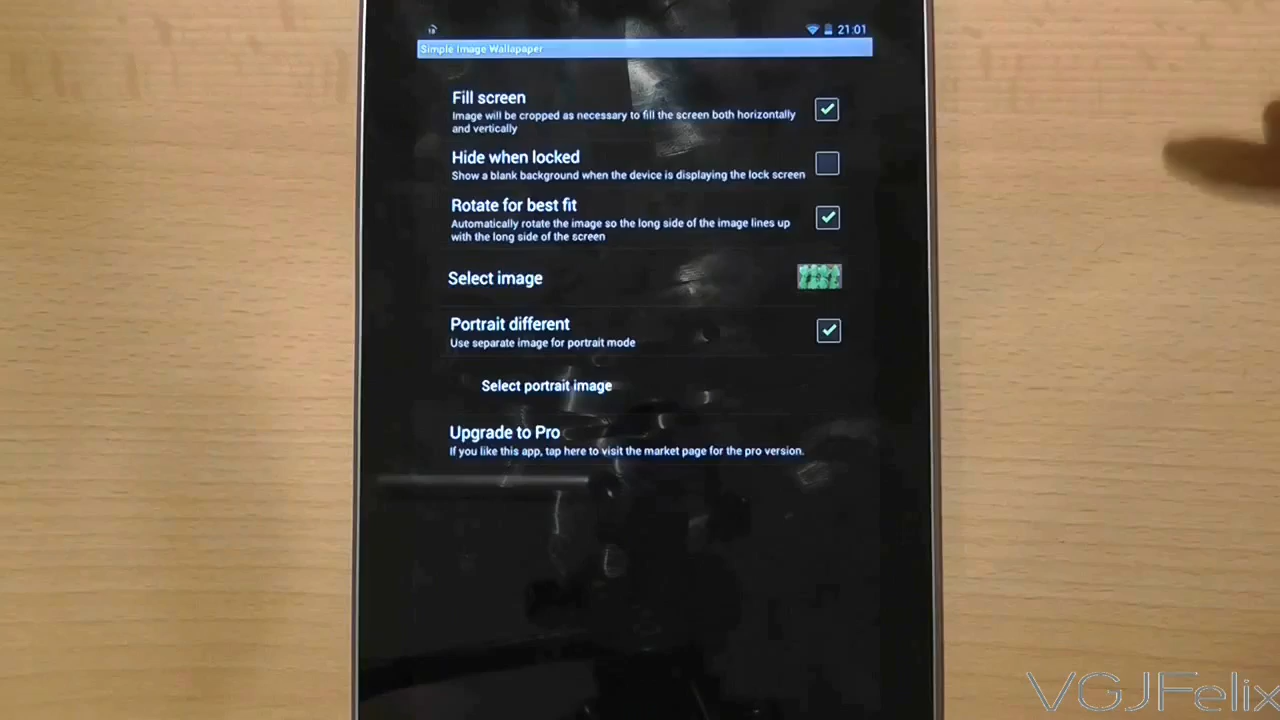 21:01
Simple Image Wallapaper
Fill screen
Image will be cropped as necessary to fill the screen both horizontally
and vertically
Hide when locked
Show a blank background when the device is displaying the lock screen
Rotate for best fit
Automatically rotate the image so the long side of the image lines up
with the long side of the screen
Select image
Portrait different
Use separate image for portrait mode
Select portrait image
Upgrade to Pro
If you like this app, tap here to visit the market page for the pro version.
VGJFelix